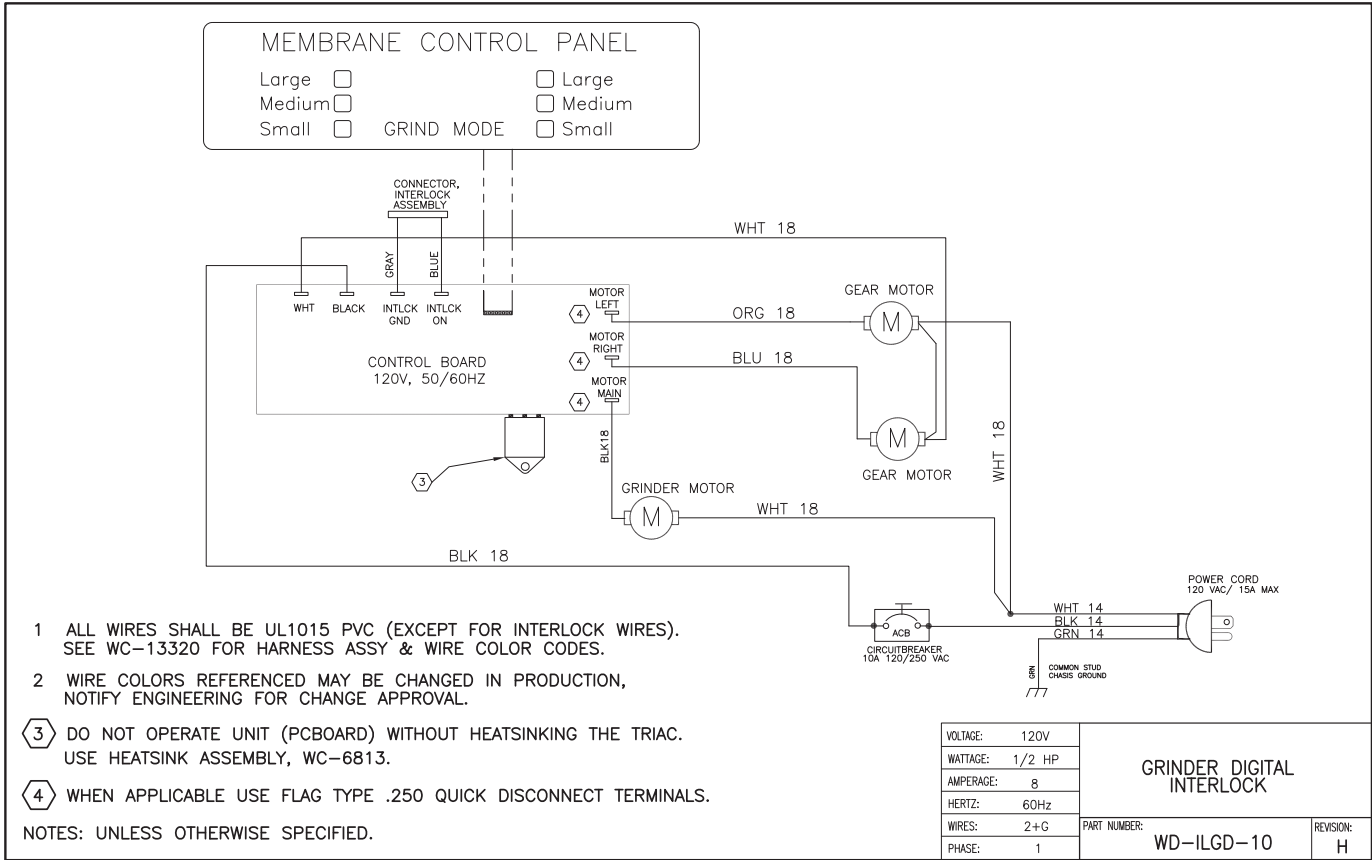 MEMBRANE CONTROL PANEL
Large Large
Medium Medium
Small GRIND MODE Small
CONNECTOR,
INTERLOCK
ASSEMBLY
WHT 18
GRAY
BLUE
WHT
BLACK
INTLCK
GND
INTLCK
ON
MOTOR
LEFT
4
MOTOR
RIGHT
4
MOTOR
MAIN
4
CONTROL BOARD
120V, 50/60HZ
GEAR MOTOR
ORG 18
M
BLU 18
M
GEAR MOTOR
WHT 18
BLK18
3
GRINDER MOTOR
M
WHT 18
BLK 18
POWER CORD
120 VAC/ 15A MAX
WHT 14
BLK 14
GRN 14
ACB
CIRCUITBREAKER
10A 120/250 VAC
GRN
COMMON STUD
CHASIS GROUND
1 ALL WIRES SHALL BE UL1015 PVC (EXCEPT FOR INTERLOCK WIRES).
SEE WC-13320 FOR HARNESS ASSY & WIRE COLOR CODES.
2 WIRE COLORS REFERENCED MAY BE CHANGED IN PRODUCTION,
NOTIFY ENGINEERING FOR CHANGE APPROVAL.
3 DO NOT OPERATE UNIT (PCBOARD) WITHOUT HEATSINKING THE TRIAC.
USE HEATSINK ASSEMBLY, WC-6813.
4 WHEN APPLICABLE USE FLAG TYPE .250 QUICK DISCONNECT TERMINALS.
NOTES: UNLESS OTHERWISE SPECIFIED.
VOLTAGE: 120V
WATTAGE: 1/2 HP
AMPERAGE: 8
HERTZ: 60Hz
WIRES: 2+G
PHASE: 1
GRINDER DIGITAL
INTERLOCK
PART NUMBER: WD-ILGD-10
REVISION: H